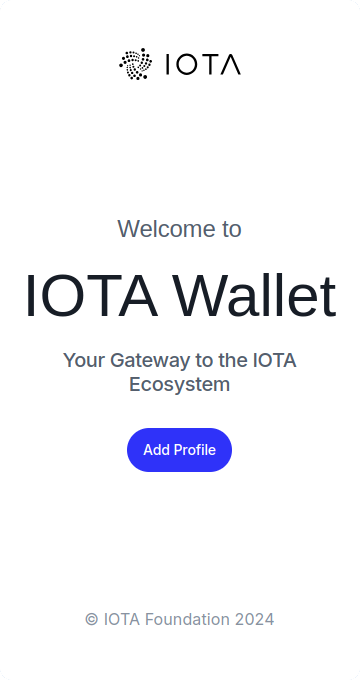 IOTA
Welcome to
IOTA Wallet
Your Gateway to the IOTA
Ecosystem
Add Profile
© IOTA Foundation 2024